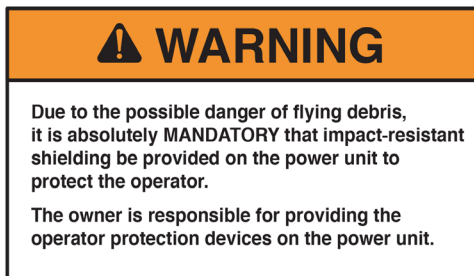 WARNING
Due to the possible danger of flying debris,
it is absolutely MANDATORY that impact-resistant
shielding be provided on the power unit to
protect the operator.
The owner is responsible for providing the
operator protection devices on the power unit.